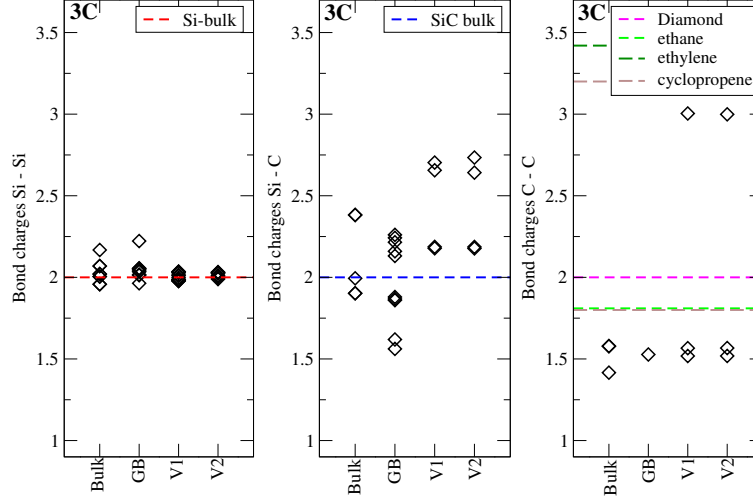 3C
Si-bulk
Bond charges Si - Si
3.5
3
2.5
2
1.5
1
Bulk
GB
V1
V2
3C
SiC bulk
Bond charges Si - C
3.5
3
2.5
2
1.5
1
Bulk
GB
V1
V2
3C
Diamond
ethane
ethylene
cyclopropene
Bond charges C - C
3.5
3
2.5
2
1.5
1
Bulk
GB
V1
V2